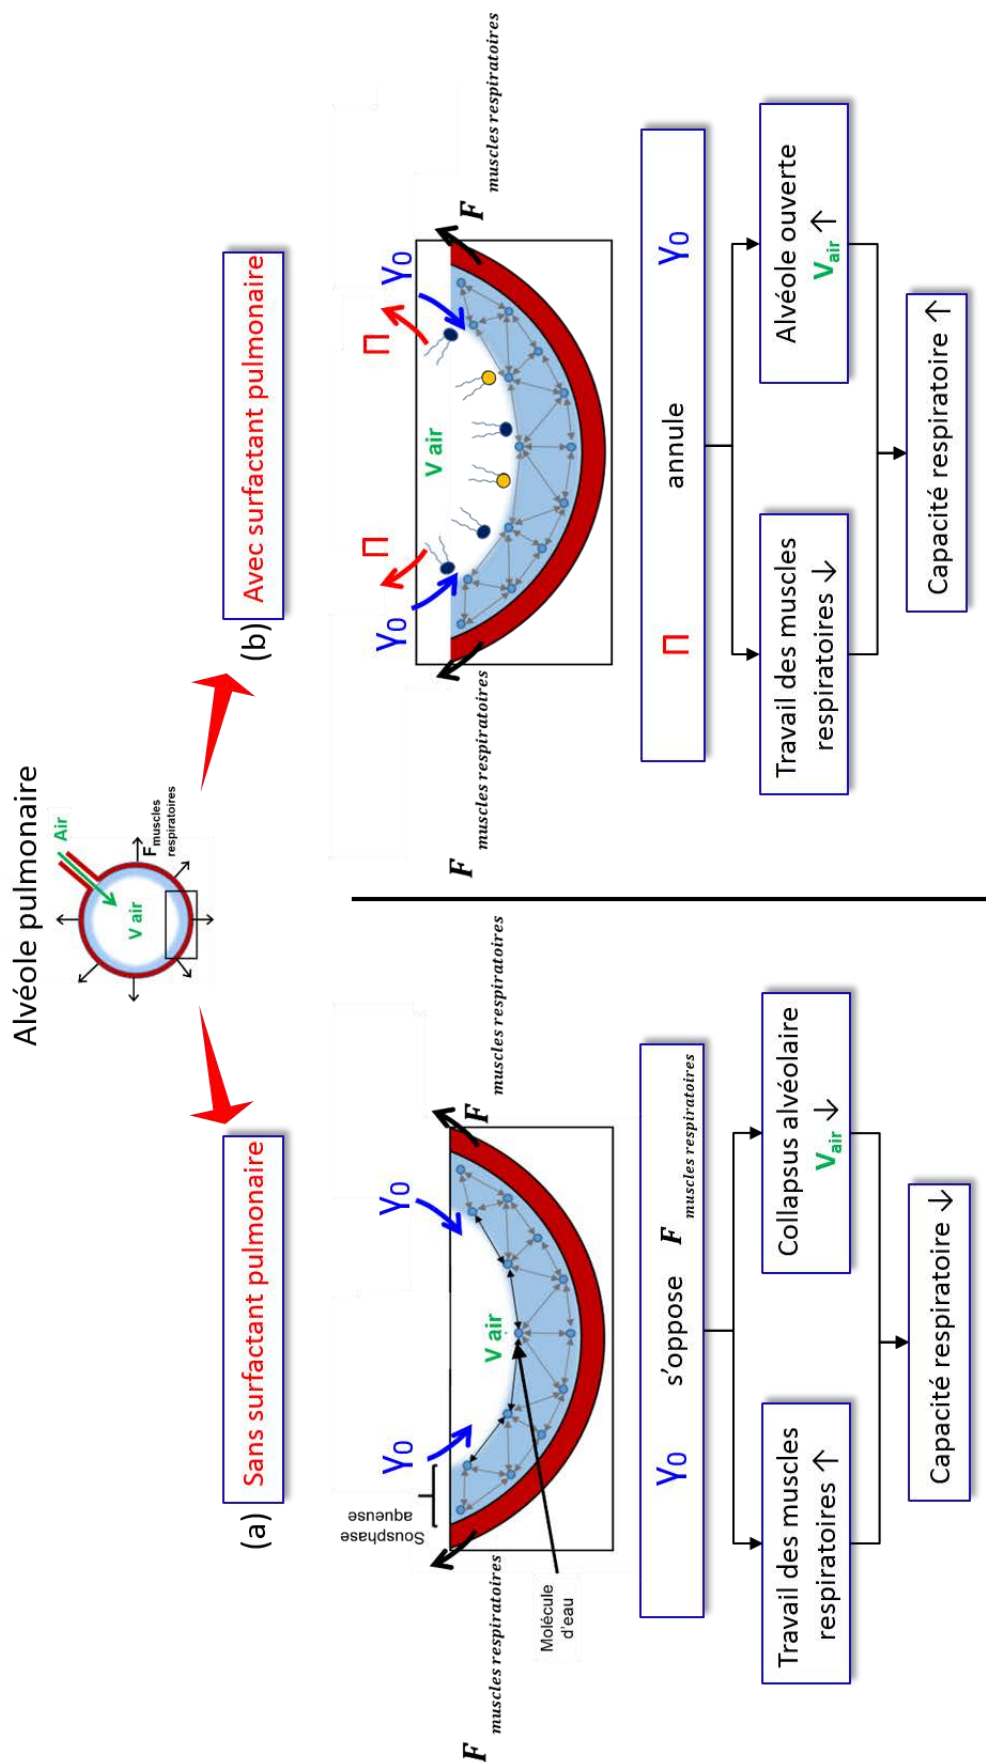 Alvéole pulmonaire
Air
V air
F muscles
respiratoires
(a) Sans surfactant pulmonaire
Sousphase
aqueuse
γ0
γ0
V air
F muscles respiratoires
F muscles respiratoires
Molécule
d'eau
γ0 s'oppose F muscles respiratoires
Travail des muscles
respiratoires ↑
Collapsus alvéolaire
Vair ↓
Capacité respiratoire ↓
(b) Avec surfactant pulmonaire
γ0
Π
V air
Π
γ0
F muscles respiratoires
F muscles respiratoires
Π annule γ0
Travail des muscles
respiratoires ↓
Alvéole ouverte
Vair ↑
Capacité respiratoire ↑